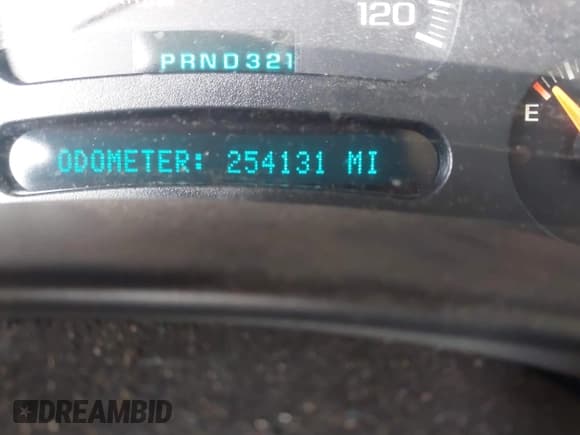 120
PRND321
E
ODOMETER: 254131 MI
DREAMBID